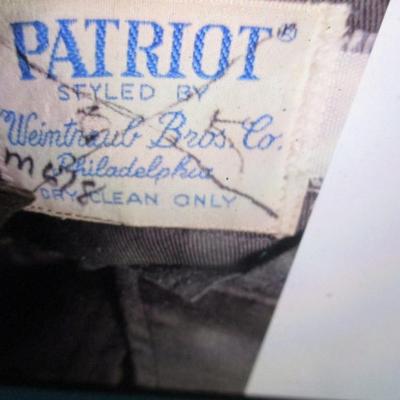 PATRIOT®
STYLED BY
Weintraub Bros. Co.
Philadelphia
DRY CLEAN ONLY